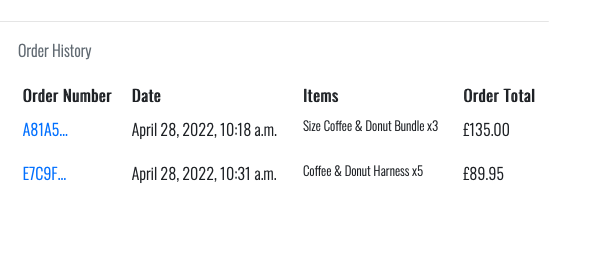 Order History
Order Number Date Items Order Total
A81A5... April 28, 2022, 10:18 a.m. Size Coffee & Donut Bundle x3 £135.00
E7C9F... April 28, 2022, 10:31 a.m. Coffee & Donut Harness x5 £89.95